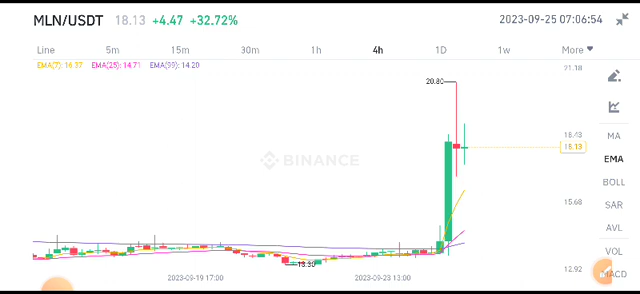 MLN/USDT 18.13 +4.47 +32.72% 2023-09-25 07:06:54
Line 5m 15m 30m 1h 4h 1D 1w More
EMA(7): 16.37 EMA(25): 14.71 EMA(99): 14.20
21.18
20.80
18.43
18.13
BINANCE
15.68
12.92
2023-09-19 17:00 2023-09-23 13:00
MA
EMA
BOLL
SAR
AVL
VOL
MACD